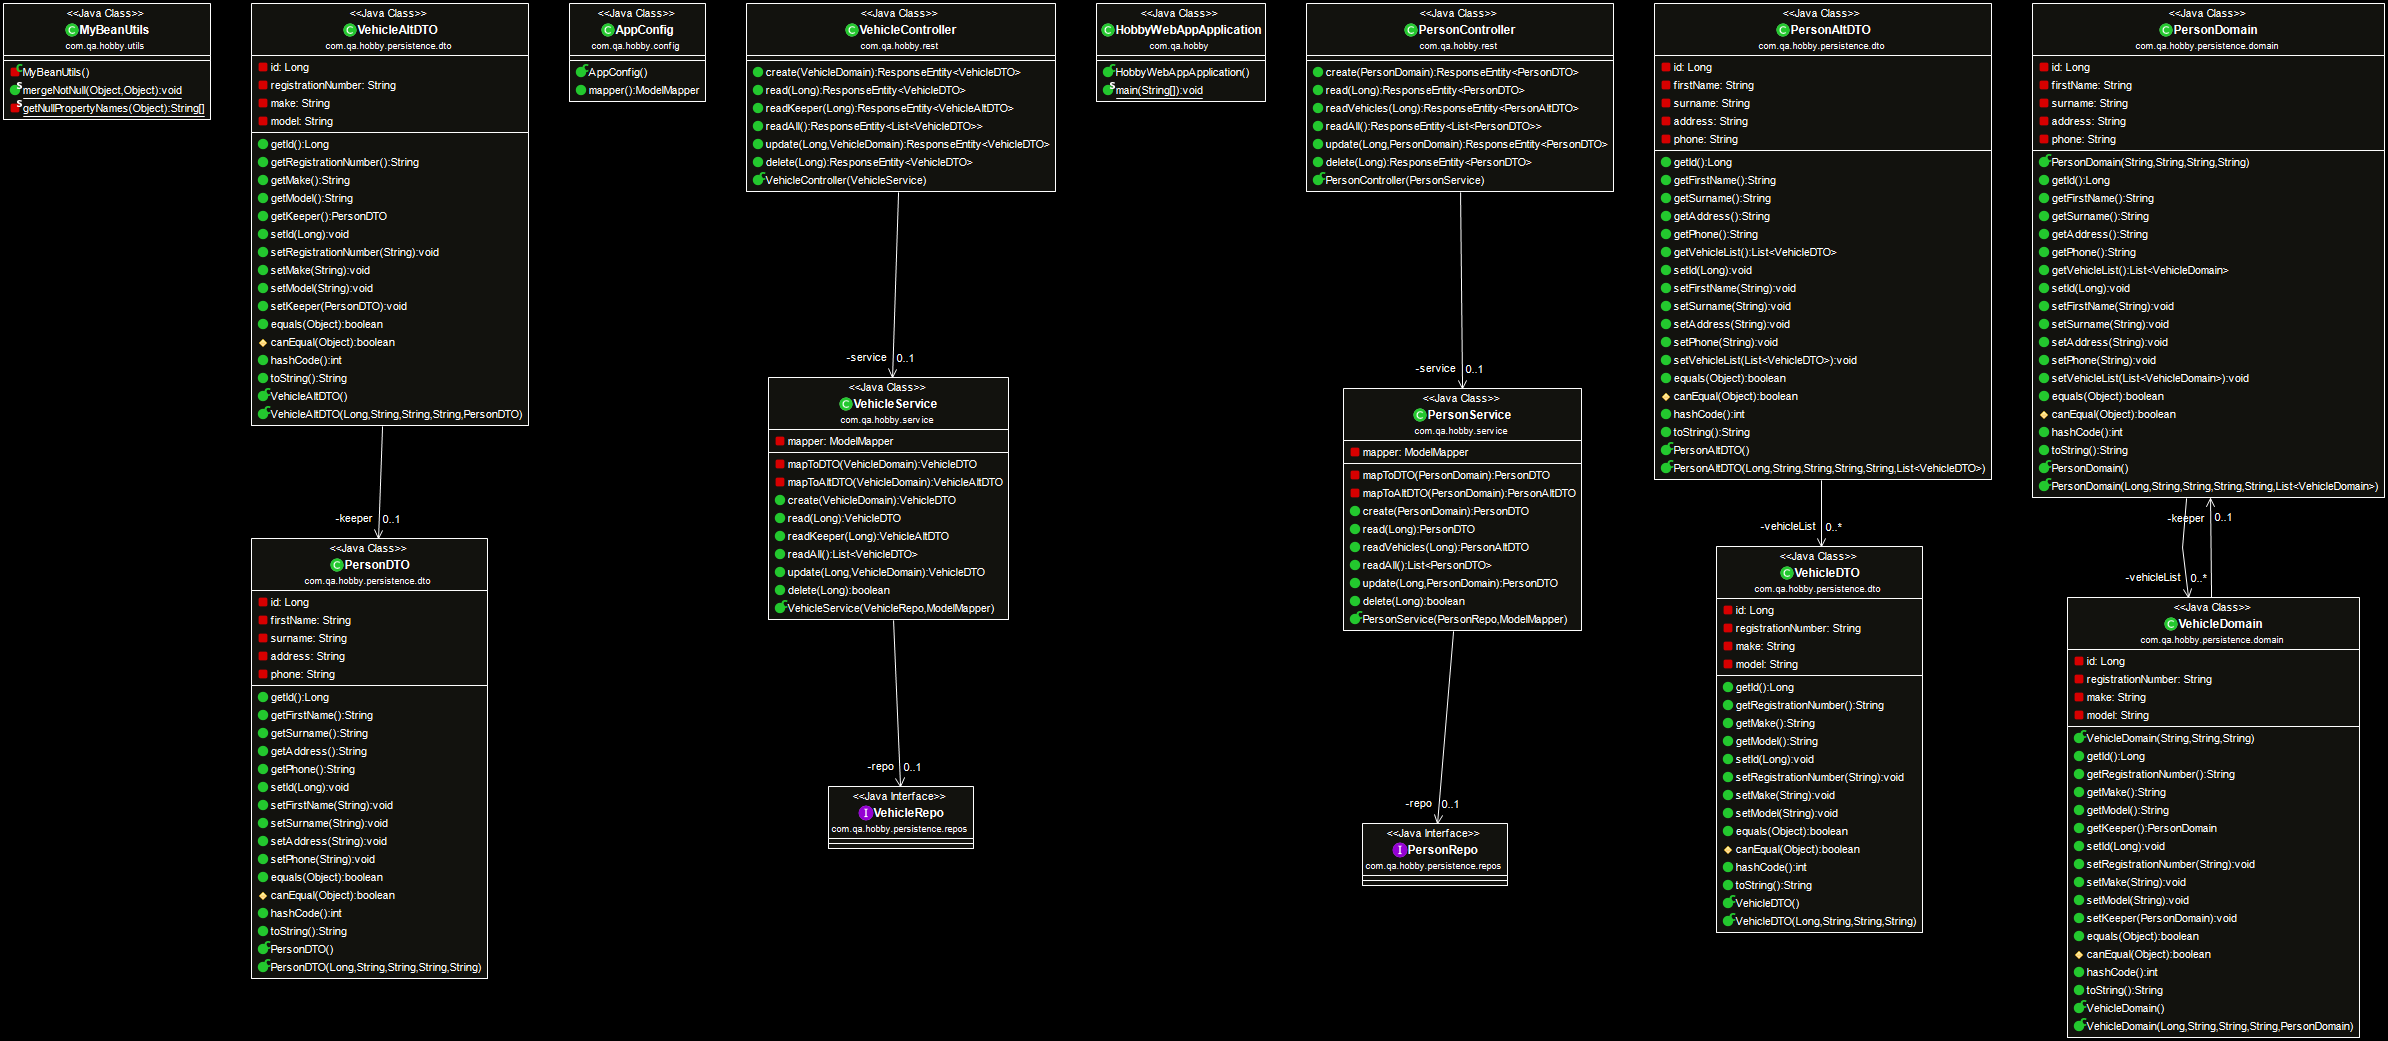 <<Java Class>>
MyBeanUtils
com.qa.hobby.utils
MyBeanUtils()
mergeNotNull(Object,Object):void
getNullPropertyNames(Object):String[]
<<Java Class>>
VehicleAltDTO
com.qa.hobby.persistence.dto
id: Long
registrationNumber: String
make: String
model: String
getId():Long
getRegistrationNumber():String
getMake():String
getModel():String
getKeeper():PersonDTO
setId(Long):void
setRegistrationNumber(String):void
setMake(String):void
setModel(String):void
setKeeper(PersonDTO):void
equals(Object):boolean
canEqual(Object):boolean
hashCode():int
toString():String
VehicleAltDTO()
VehicleAltDTO(Long,String,String,String,PersonDTO)
-keeper 0..1
<<Java Class>>
PersonDTO
com.qa.hobby.persistence.dto
id: Long
firstName: String
surname: String
address: String
phone: String
getId():Long
getFirstName():String
getSurname():String
getAddress():String
getPhone():String
setId(Long):void
setFirstName(String):void
setSurname(String):void
setAddress(String):void
setPhone(String):void
equals(Object):boolean
canEqual(Object):boolean
hashCode():int
toString():String
PersonDTO()
PersonDTO(Long,String,String,String,String)
<<Java Class>>
AppConfig
com.qa.hobby.config
AppConfig()
mapper():ModelMapper
<<Java Class>>
VehicleController
com.qa.hobby.rest
create(VehicleDomain):ResponseEntity<VehicleDTO>
read(Long):ResponseEntity<VehicleDTO>
readKeeper(Long):ResponseEntity<VehicleAltDTO>
readAll():ResponseEntity<List<VehicleDTO>>
update(Long,VehicleDomain):ResponseEntity<VehicleDTO>
delete(Long):ResponseEntity<VehicleDTO>
VehicleController(VehicleService)
-service 0..1
<<Java Class>>
VehicleService
com.qa.hobby.service
mapper: ModelMapper
mapToDTO(VehicleDomain):VehicleDTO
mapToAltDTO(VehicleDomain):VehicleAltDTO
create(VehicleDomain):VehicleDTO
read(Long):VehicleDTO
readKeeper(Long):VehicleAltDTO
readAll():List<VehicleDTO>
update(Long,VehicleDomain):VehicleDTO
delete(Long):boolean
VehicleService(VehicleRepo,ModelMapper)
-repo 0..1
<<Java Interface>>
VehicleRepo
com.qa.hobby.persistence.repos
<<Java Class>>
HobbyWebAppApplication
com.qa.hobby
HobbyWebAppApplication()
main(String[]):void
<<Java Class>>
PersonController
com.qa.hobby.rest
create(PersonDomain):ResponseEntity<PersonDTO>
read(Long):ResponseEntity<PersonDTO>
readVehicles(Long):ResponseEntity<PersonAltDTO>
readAll():ResponseEntity<List<PersonDTO>>
update(Long,PersonDomain):ResponseEntity<PersonDTO>
delete(Long):ResponseEntity<PersonDTO>
PersonController(PersonService)
-service 0..1
<<Java Class>>
PersonService
com.qa.hobby.service
mapper: ModelMapper
mapToDTO(PersonDomain):PersonDTO
mapToAltDTO(PersonDomain):PersonAltDTO
create(PersonDomain):PersonDTO
read(Long):PersonDTO
readVehicles(Long):PersonAltDTO
readAll():List<PersonDTO>
update(Long,PersonDomain):PersonDTO
delete(Long):boolean
PersonService(PersonRepo,ModelMapper)
-repo 0..1
<<Java Interface>>
PersonRepo
com.qa.hobby.persistence.repos
<<Java Class>>
PersonAltDTO
com.qa.hobby.persistence.dto
id: Long
firstName: String
surname: String
address: String
phone: String
getId():Long
getFirstName():String
getSurname():String
getAddress():String
getPhone():String
getVehicleList():List<VehicleDTO>
setId(Long):void
setFirstName(String):void
setSurname(String):void
setAddress(String):void
setPhone(String):void
setVehicleList(List<VehicleDTO>):void
equals(Object):boolean
canEqual(Object):boolean
hashCode():int
toString():String
PersonAltDTO()
PersonAltDTO(Long,String,String,String,String,List<VehicleDTO>)
-vehicleList 0..*
<<Java Class>>
VehicleDTO
com.qa.hobby.persistence.dto
id: Long
registrationNumber: String
make: String
model: String
getId():Long
getRegistrationNumber():String
getMake():String
getModel():String
setId(Long):void
setRegistrationNumber(String):void
setMake(String):void
setModel(String):void
equals(Object):boolean
canEqual(Object):boolean
hashCode():int
toString():String
VehicleDTO()
VehicleDTO(Long,String,String,String)
<<Java Class>>
PersonDomain
com.qa.hobby.persistence.domain
id: Long
firstName: String
surname: String
address: String
phone: String
PersonDomain(String,String,String,String)
getId():Long
getFirstName():String
getSurname():String
getAddress():String
getPhone():String
getVehicleList():List<VehicleDomain>
setId(Long):void
setFirstName(String):void
setSurname(String):void
setAddress(String):void
setPhone(String):void
setVehicleList(List<VehicleDomain>):void
equals(Object):boolean
canEqual(Object):boolean
hashCode():int
toString():String
PersonDomain()
PersonDomain(Long,String,String,String,String,List<VehicleDomain>)
-keeper 0..1
-vehicleList 0..*
<<Java Class>>
VehicleDomain
com.qa.hobby.persistence.domain
id: Long
registrationNumber: String
make: String
model: String
VehicleDomain(String,String,String)
getId():Long
getRegistrationNumber():String
getMake():String
getModel():String
getKeeper():PersonDomain
setId(Long):void
setRegistrationNumber(String):void
setMake(String):void
setModel(String):void
setKeeper(PersonDomain):void
equals(Object):boolean
canEqual(Object):boolean
hashCode():int
toString():String
VehicleDomain()
VehicleDomain(Long,String,String,String,PersonDomain)